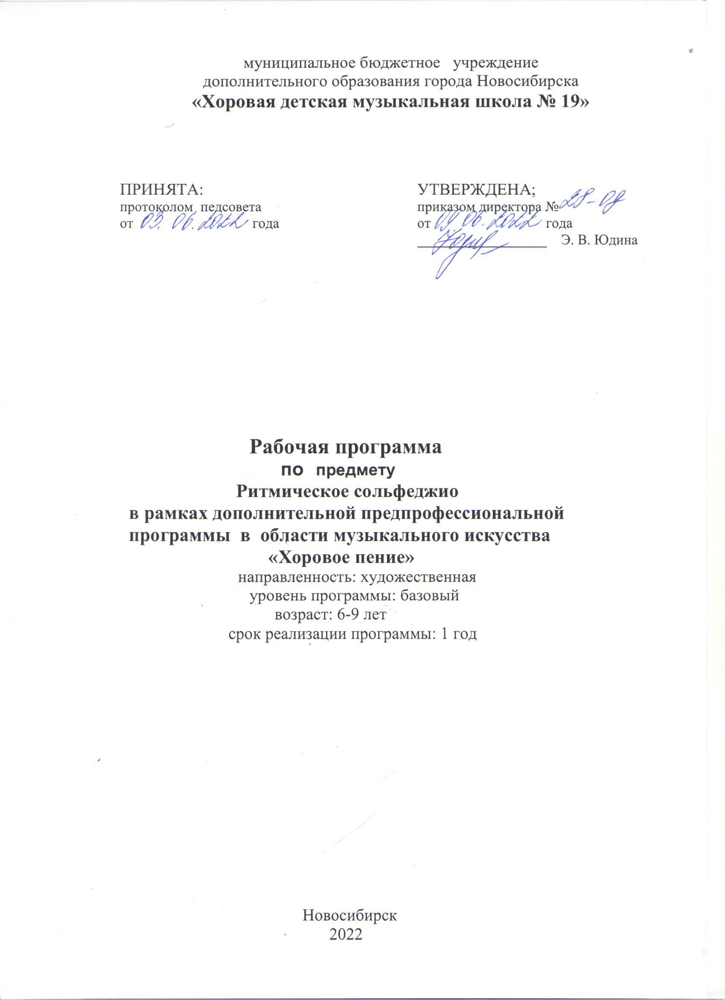 муниципальное бюджетное учреждение
дополнительного образования города Новосибирска
«Хоровая детская музыкальная школа № 19»
ПРИНЯТА:
протоколом педсовета
от 03. 06. 2022 года
УТВЕРЖДЕНА;
приказом директора № 28-09
от 09. 06. 2022 года
Э. В. Юдина
Рабочая программа
по предмету
Ритмическое сольфеджио
в рамках дополнительной предпрофессиональной
программы в области музыкального искусства
«Хоровое пение»
направленность: художественная
уровень программы: базовый
возраст: 6-9 лет
срок реализации программы: 1 год
Новосибирск
2022